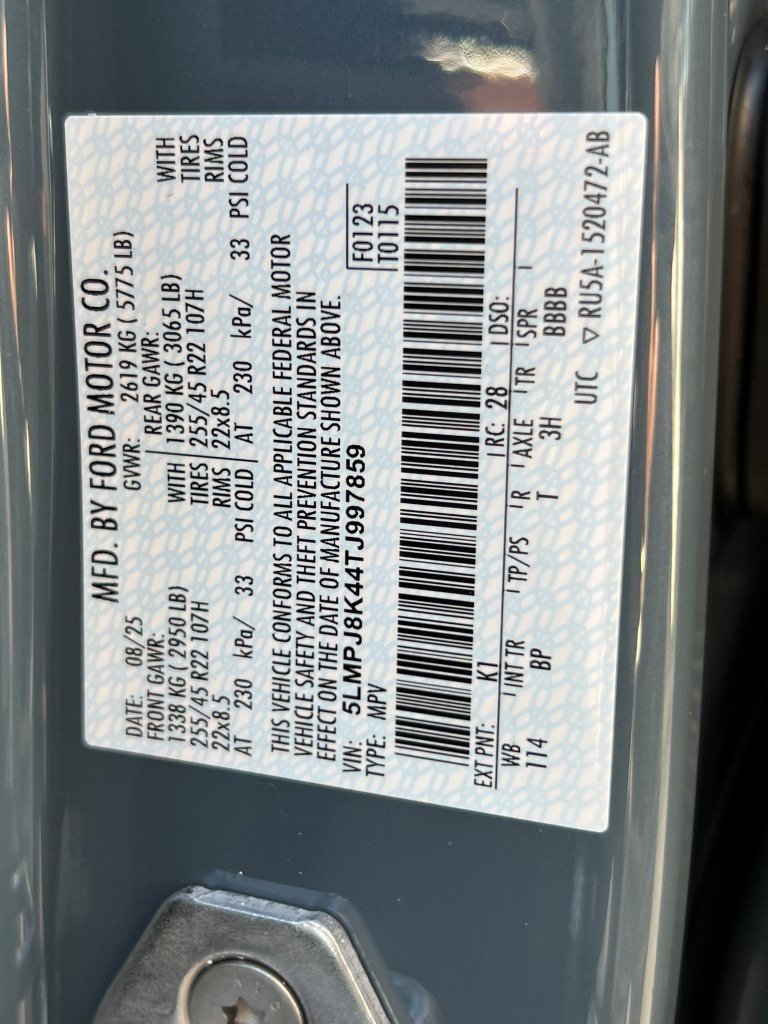 MFD. BY FORD MOTOR CO.
DATE: 08/25 GVWR: 2619 KG ( 5775 LB)
FRONT GAWR: REAR GAWR:
1338 KG ( 2950 LB) WITH 1390 KG ( 3065 LB) WITH
255/45 R22 107H TIRES 255/45 R22 107H TIRES
22x8.5 RIMS 22x8.5 RIMS
AT 230 kPa/ 33 PSI COLD AT 230 kPa/ 33 PSI COLD
THIS VEHICLE CONFORMS TO ALL APPLICABLE FEDERAL MOTOR
VEHICLE SAFETY AND THEFT PREVENTION STANDARDS IN
EFFECT ON THE DATE OF MANUFACTURE SHOWN ABOVE.
VIN: 5LMPJ8K44TJ997859 F0123
TYPE: MPV T0115
EXT PNT: K1 RC: 28 DSO:
WB INT TR TP/PS R AXLE TR SPR
114 BP T 3H BBBB
UTC ▽ RU5A-1520472-AB